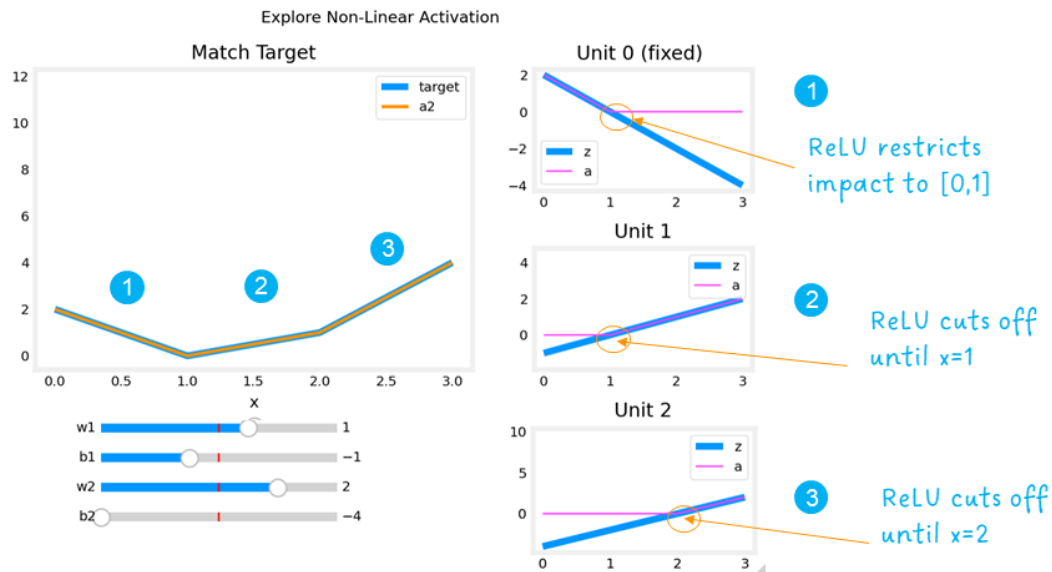 Explore Non-Linear Activation
Match Target
12
10
8
6
4
2
0
target
a2
1
2
3
0.0 0.5 1.0 1.5 2.0 2.5 3.0
x
w1 1
b1 −1
w2 2
b2 −4
Unit 0 (fixed)
2
0
−2
−4
z
a
0 1 2 3
1
ReLU restricts
impact to [0,1]
Unit 1
4
2
0
z
a
0 1 2 3
2
ReLU cuts off
until x=1
Unit 2
10
5
0
z
a
0 1 2 3
3
ReLU cuts off
until x=2